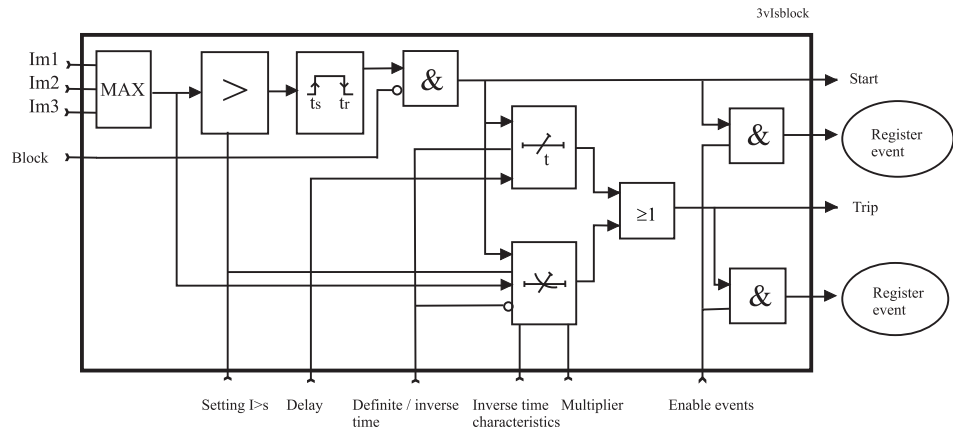 3vIsblock
Im1
Im2
Im3
MAX
>
ts
tr
&
Start
Block
t
&
Register
event
≥1
Trip
&
Register
event
Setting I>s
Delay
Definite / inverse
time
Inverse time
characteristics
Multiplier
Enable events